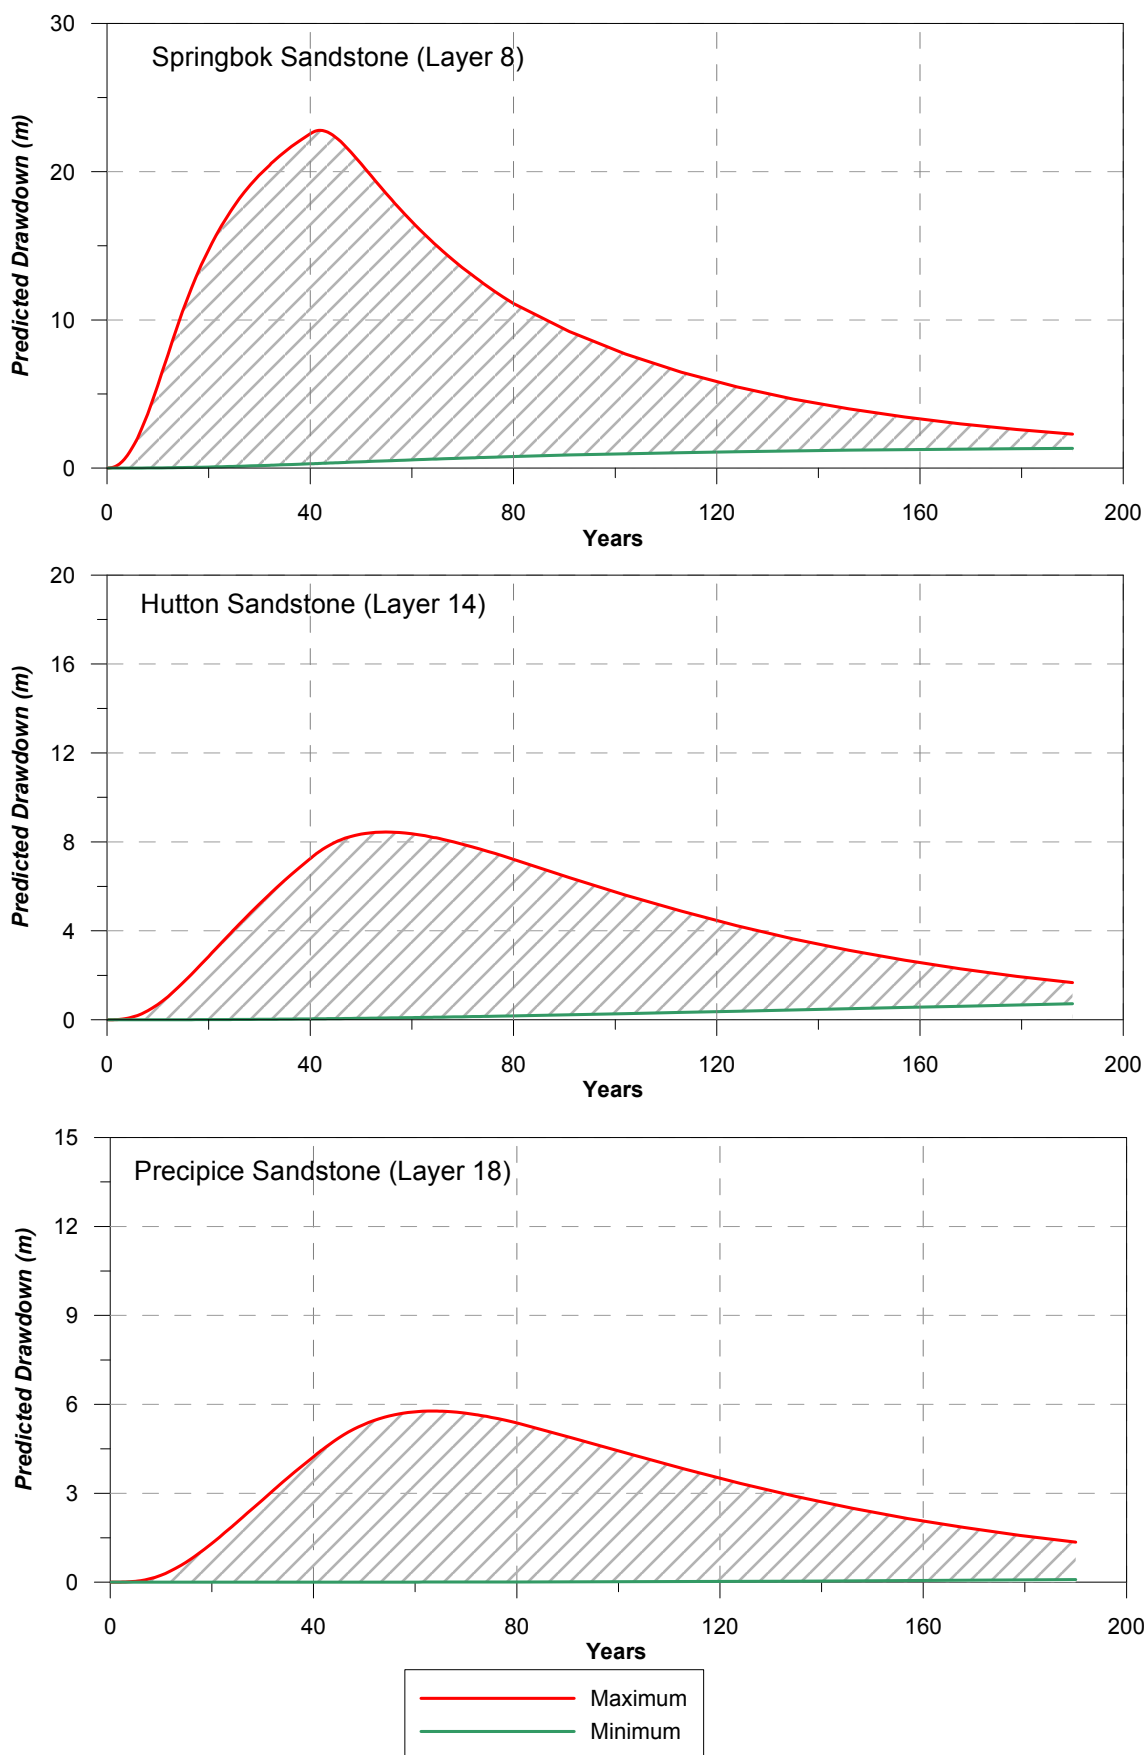 30
Springbok Sandstone (Layer 8)
20
10
0
Predicted Drawdown (m)
0 40 80 120 160 200
Years
20
Hutton Sandstone (Layer 14)
16
12
8
4
0
Predicted Drawdown (m)
0 40 80 120 160 200
Years
15
Precipice Sandstone (Layer 18)
12
9
6
3
0
Predicted Drawdown (m)
0 40 80 120 160 200
Years
Maximum
Minimum